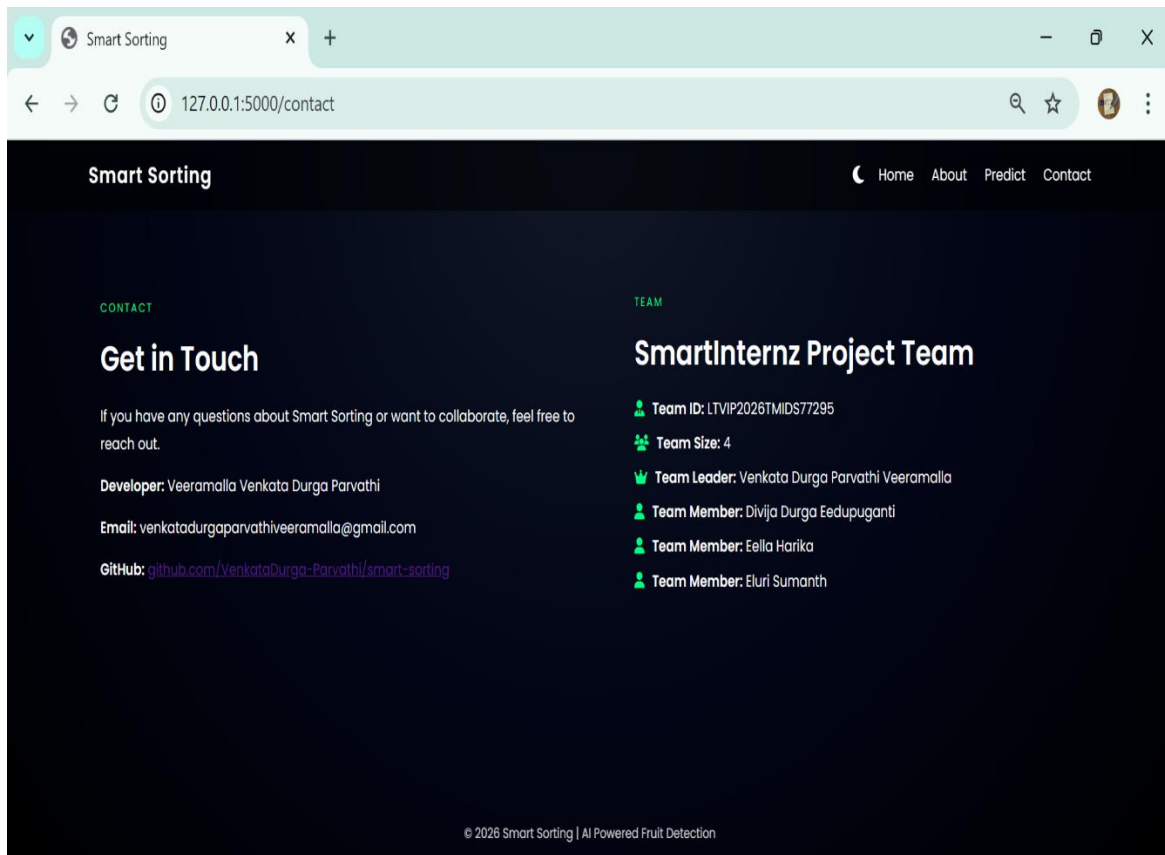 Smart Sorting
127.0.0.1:5000/contact
Smart Sorting
Home About Predict Contact
CONTACT
Get in Touch
If you have any questions about Smart Sorting or want to collaborate, feel free to
reach out.
Developer: Veeramalla Venkata Durga Parvathi
Email: venkatadurgaparvathiveeramalla@gmail.com
GitHub: github.com/VenkataDurga-Parvathi/smart-sorting
TEAM
SmartInternz Project Team
Team ID: LTVIP2026TMIDS77295
Team Size: 4
Team Leader: Venkata Durga Parvathi Veeramalla
Team Member: Divija Durga Eedupuganti
Team Member: Eella Harika
Team Member: Eluri Sumanth
© 2026 Smart Sorting | AI Powered Fruit Detection